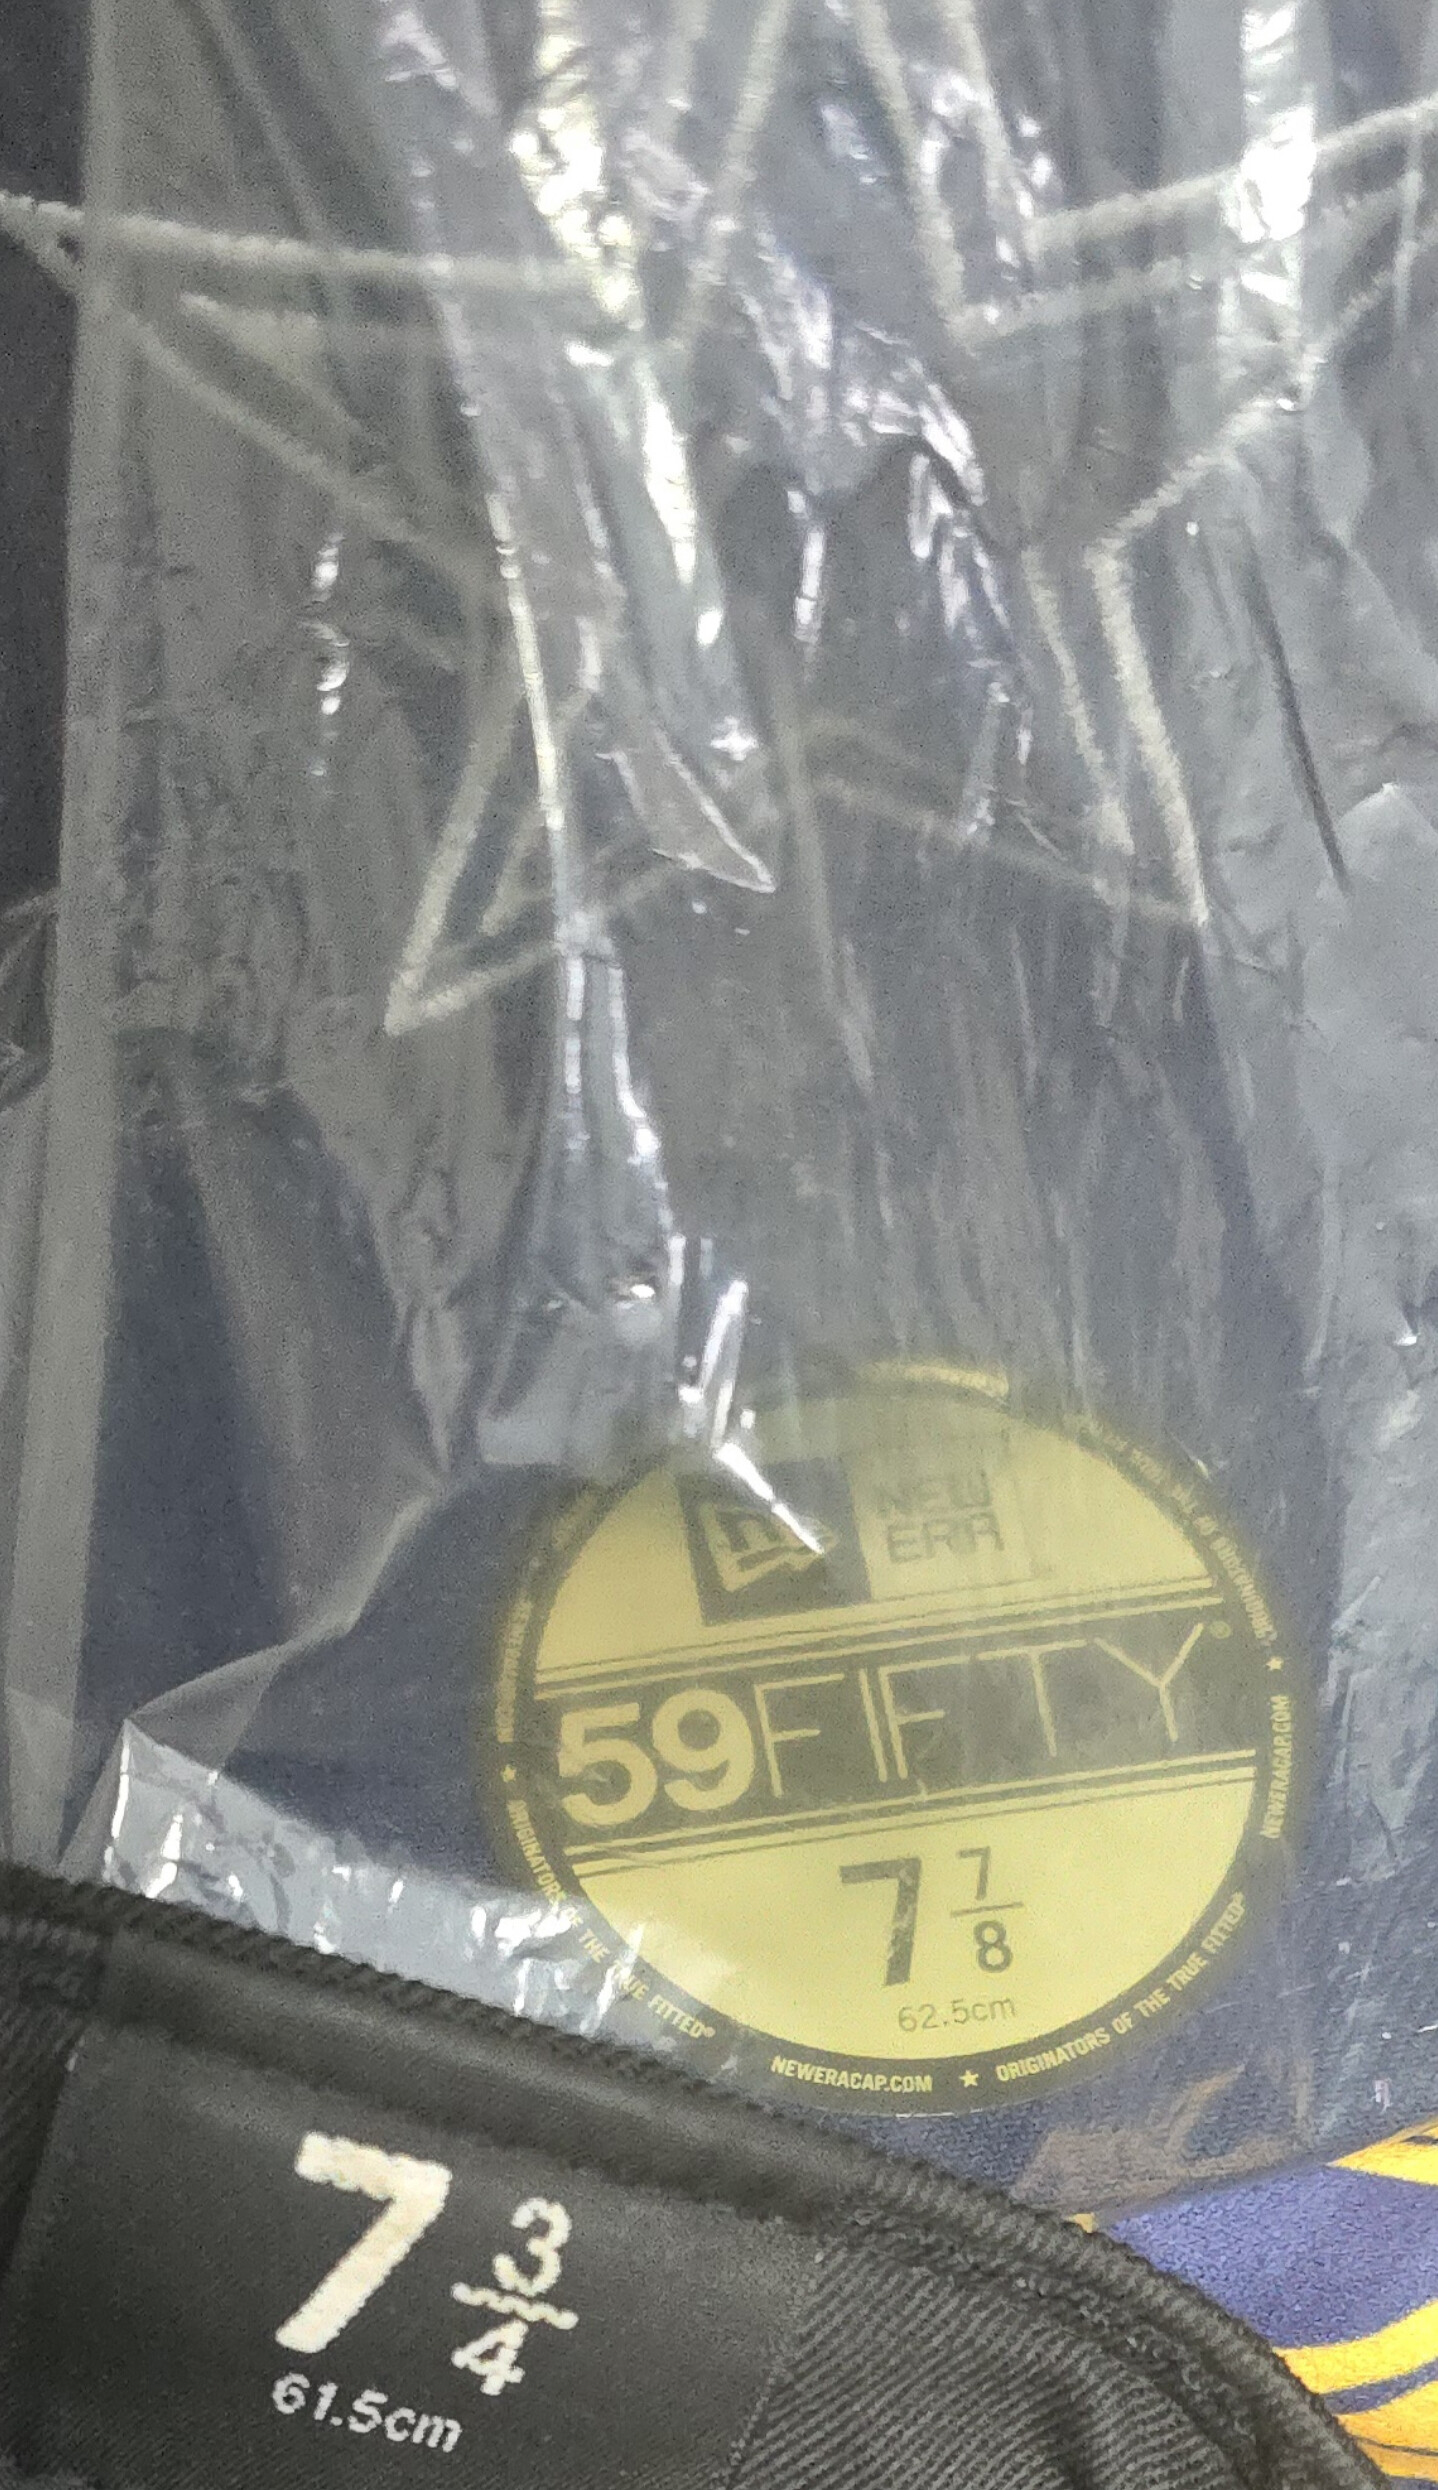 NEW
ERA
59FIFTY®
7 7/8
62.5cm
ORIGINATORS OF THE TRUE FITTED®
NEWERACAP.COM ★ ORIGINATORS OF THE TRUE FITTED®
★ NEWERACAP.COM
7 3/4
61.5cm